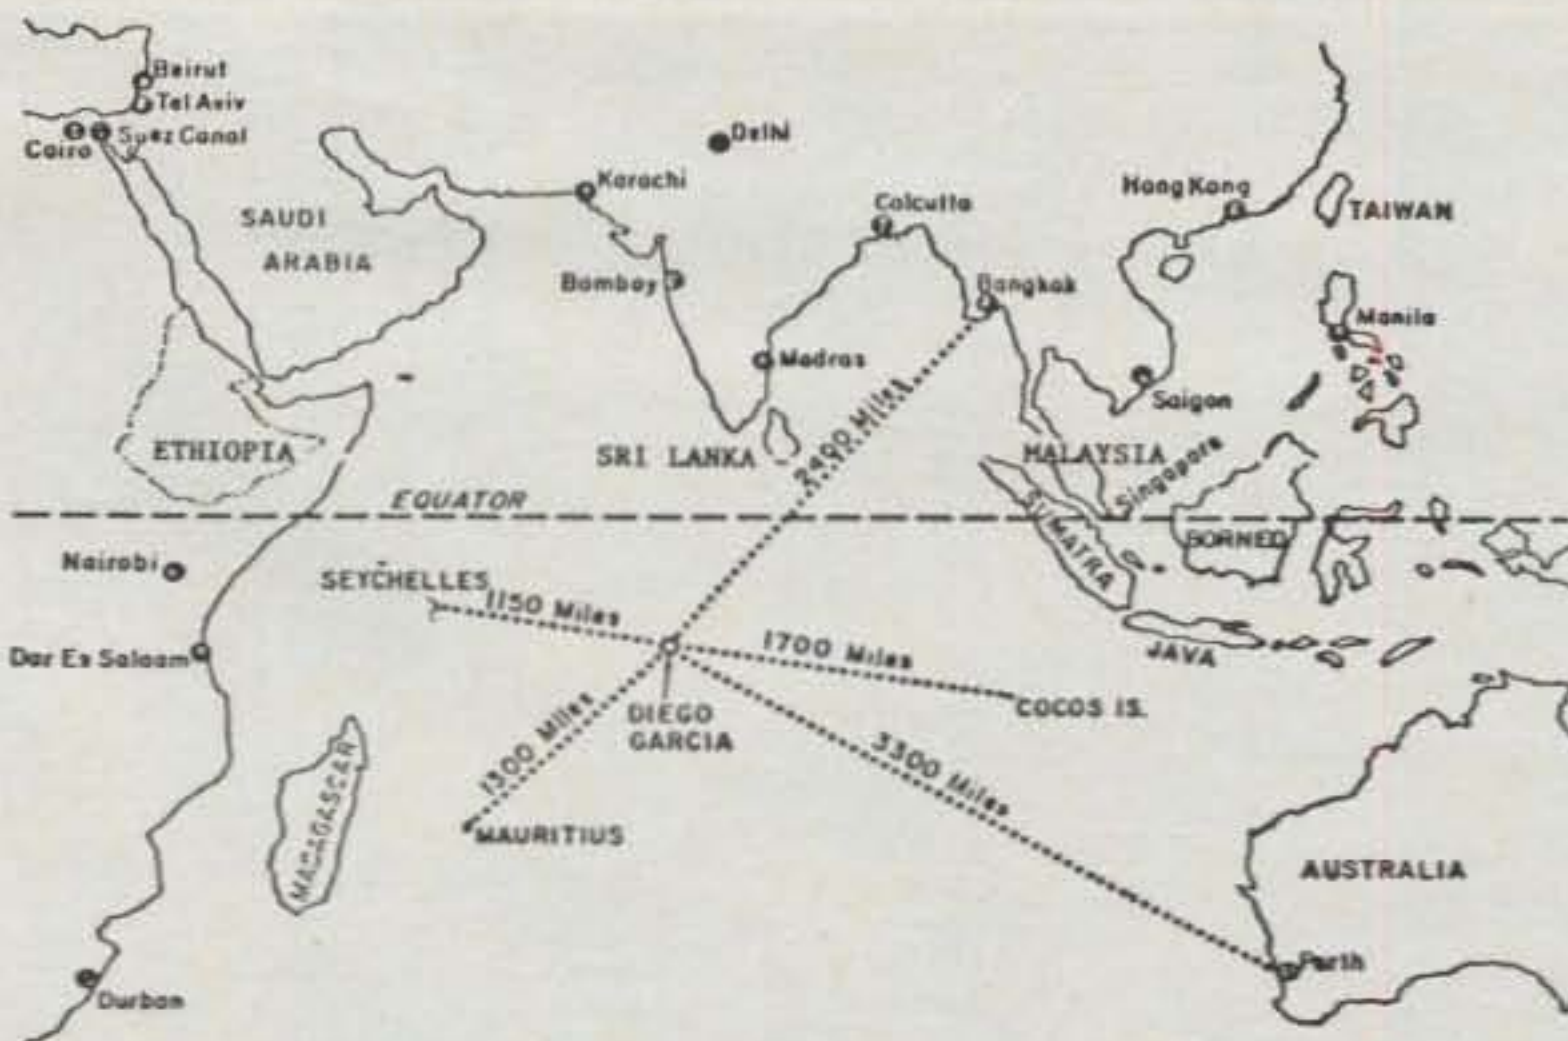 Beirut
Tel Aviv
Suez Canal
Cairo
Delhi
Karachi
Calcutta
Hong Kong
TAIWAN
SAUDI
ARABIA
Bombay
Bangkok
Manila
Madras
2400 Miles
Saigon
ETHIOPIA
SRI LANKA
MALAYSIA
Singapore
EQUATOR
SUMATRA
BORNEO
Nairobi
SEYCHELLES
1150 Miles
1700 Miles
Dar Es Salaam
JAVA
COCOS IS.
DIEGO
GARCIA
1300 Miles
3300 Miles
MADAGASCAR
MAURITIUS
AUSTRALIA
Perth
Durban